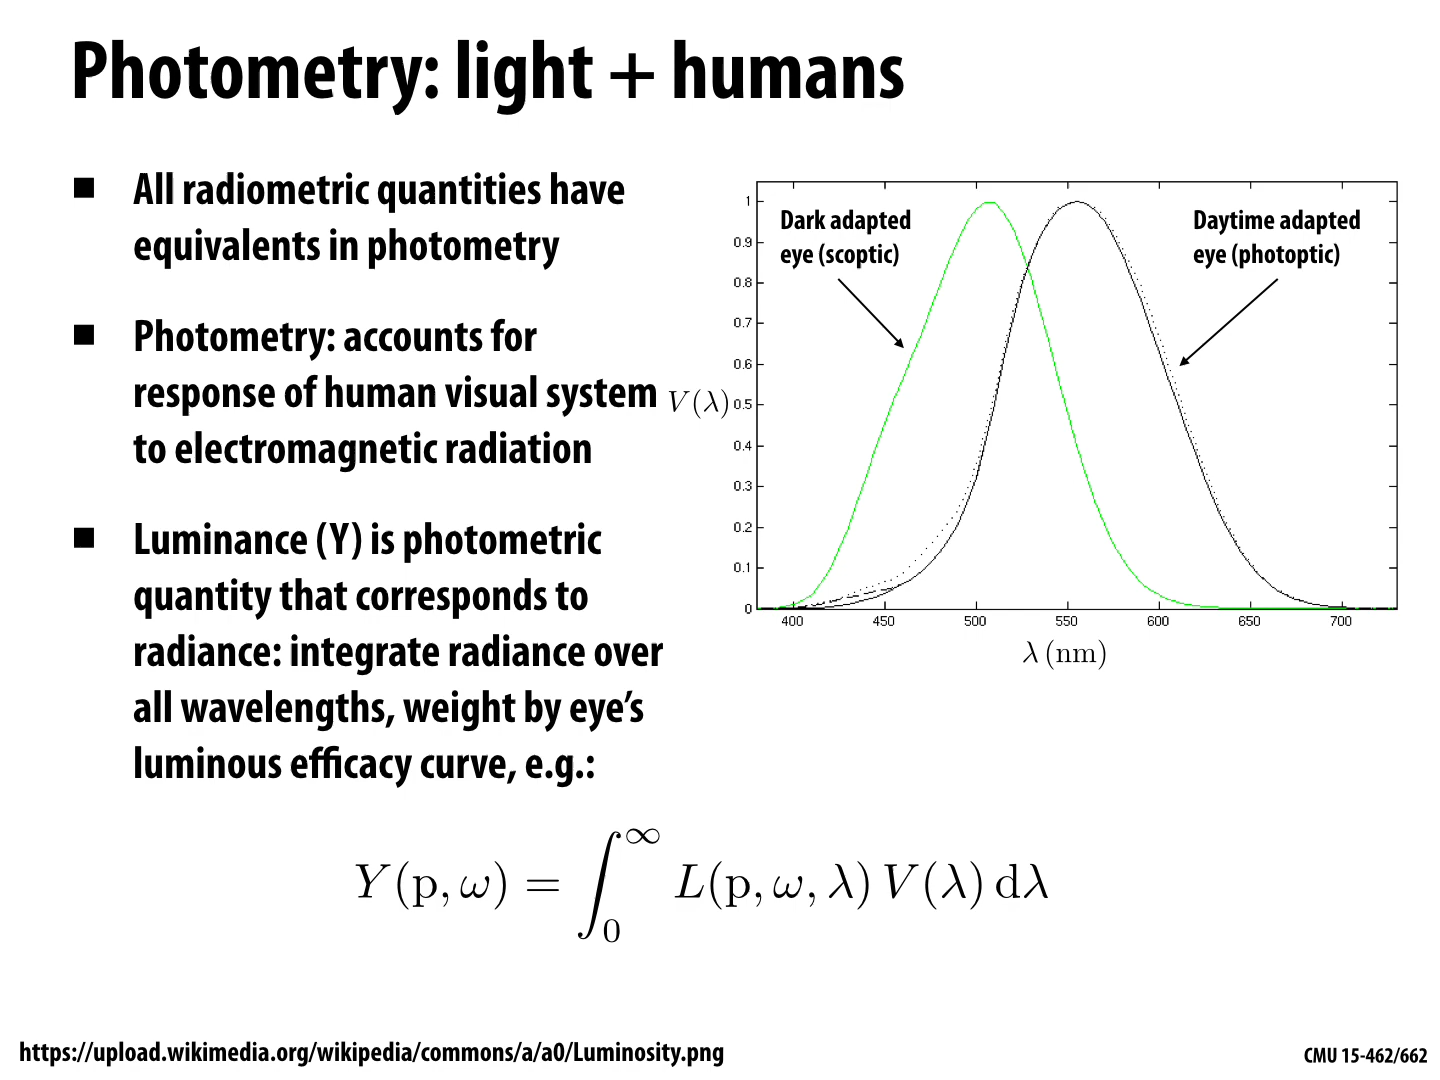 Photometry: light + humans
All radiometric quantities have
equivalents in photometry
Photometry: accounts for
response of human visual system
to electromagnetic radiation
Luminance (Y) is photometric
quantity that corresponds to
radiance: integrate radiance over
all wavelengths, weight by eye’s
luminous efficacy curve, e.g.:
Dark adapted
eye (scoptic)
Daytime adapted
eye (photoptic)
V(λ)
1
0.9
0.8
0.7
0.6
0.5
0.4
0.3
0.2
0.1
0
400 450 500 550 600 650 700
λ (nm)
Y(p, ω) = ∫₀^∞ L(p, ω, λ) V(λ) dλ
https://upload.wikimedia.org/wikipedia/commons/a/a0/Luminosity.png
CMU 15-462/662